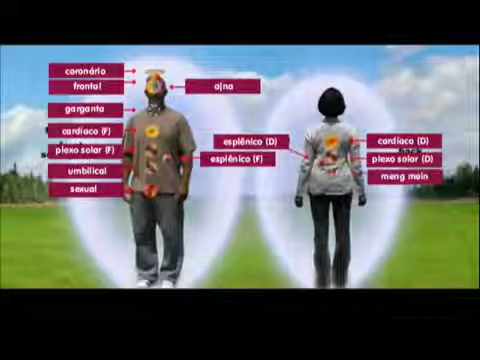 coronário
frontal
ajna
garganta
cardíaco (F)
plexo solar (F)
umbilical
sexual
esplênico (D)
esplênico (F)
cardíaco (D)
plexo solar (D)
meng mein